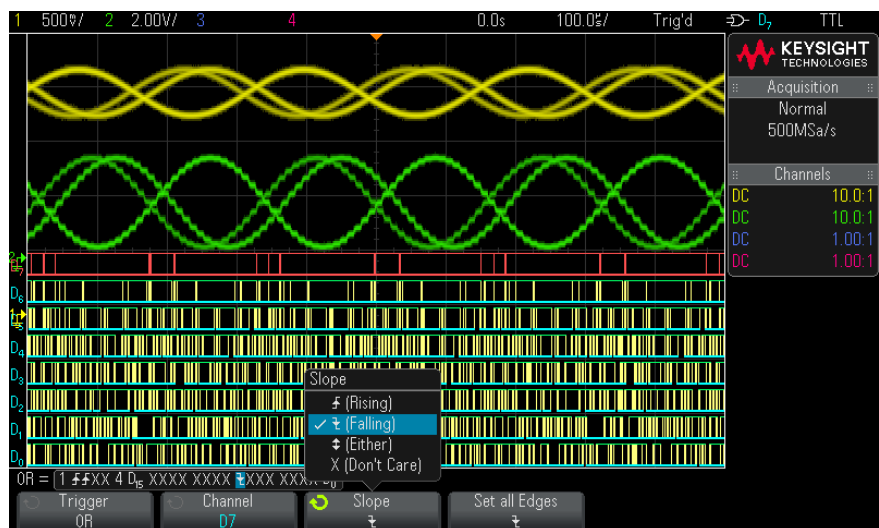 1 500♉/ 2 2.00V/ 3 4 0.0s 100.0㎲/ Trig'd D7 TTL
KEYSIGHT
TECHNOLOGIES
Acquisition
Normal
500MSa/s
Channels
DC 10.0:1
DC 10.0:1
DC 1.00:1
DC 1.00:1
D6
D4
D3
D2
D1
D0
Slope
(Rising)
(Falling)
(Either)
X (Don't Care)
OR = [1 XX 4 D15 XXXX XXXX XXX XXXX D0]
Trigger Channel Slope Set all Edges
OR D7